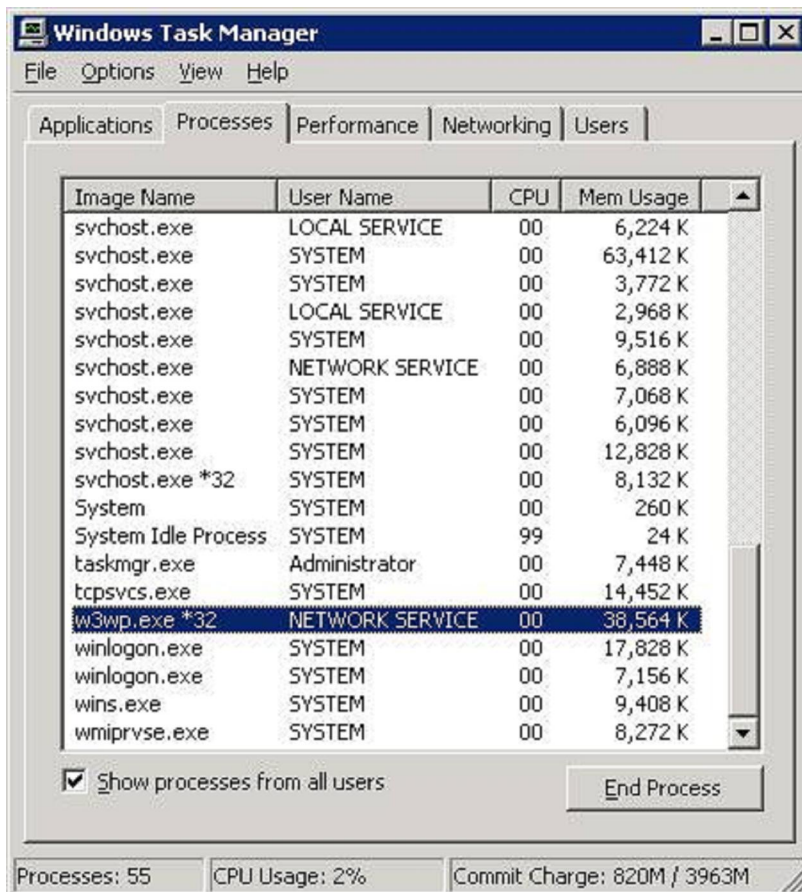 Windows Task Manager
File Options View Help
Applications Processes Performance Networking Users
Image Name User Name CPU Mem Usage
svchost.exe LOCAL SERVICE 00 6,224 K
svchost.exe SYSTEM 00 63,412 K
svchost.exe SYSTEM 00 3,772 K
svchost.exe LOCAL SERVICE 00 2,968 K
svchost.exe SYSTEM 00 9,516 K
svchost.exe NETWORK SERVICE 00 6,888 K
svchost.exe SYSTEM 00 7,068 K
svchost.exe SYSTEM 00 6,096 K
svchost.exe SYSTEM 00 12,828 K
svchost.exe *32 SYSTEM 00 8,132 K
System SYSTEM 00 260 K
System Idle Process SYSTEM 99 24 K
taskmgr.exe Administrator 00 7,448 K
tcpsvcs.exe SYSTEM 00 14,452 K
w3wp.exe *32 NETWORK SERVICE 00 38,564 K
winlogon.exe SYSTEM 00 17,828 K
winlogon.exe SYSTEM 00 7,156 K
wins.exe SYSTEM 00 9,408 K
wmiprvse.exe SYSTEM 00 8,272 K
Show processes from all users End Process
Processes: 55 CPU Usage: 2% Commit Charge: 820M / 3963M